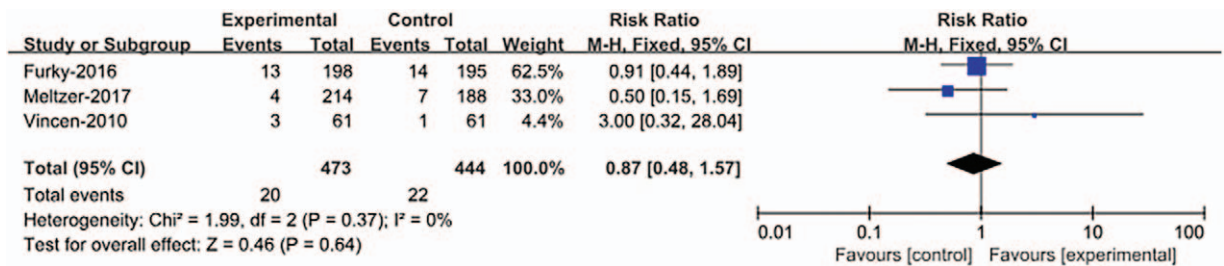 Experimental Control Risk Ratio Risk Ratio
Study or Subgroup Events Total Events Total Weight M-H, Fixed, 95% CI M-H, Fixed, 95% CI
Furky-2016 13 198 14 195 62.5% 0.91 [0.44, 1.89]
Meltzer-2017 4 214 7 188 33.0% 0.50 [0.15, 1.69]
Vincen-2010 3 61 1 61 4.4% 3.00 [0.32, 28.04]
Total (95% CI) 473 444 100.0% 0.87 [0.48, 1.57]
Total events 20 22
Heterogeneity: Chi² = 1.99, df = 2 (P = 0.37); I² = 0%
Test for overall effect: Z = 0.46 (P = 0.64)
0.01 0.1 1 10 100
Favours [control] Favours [experimental]